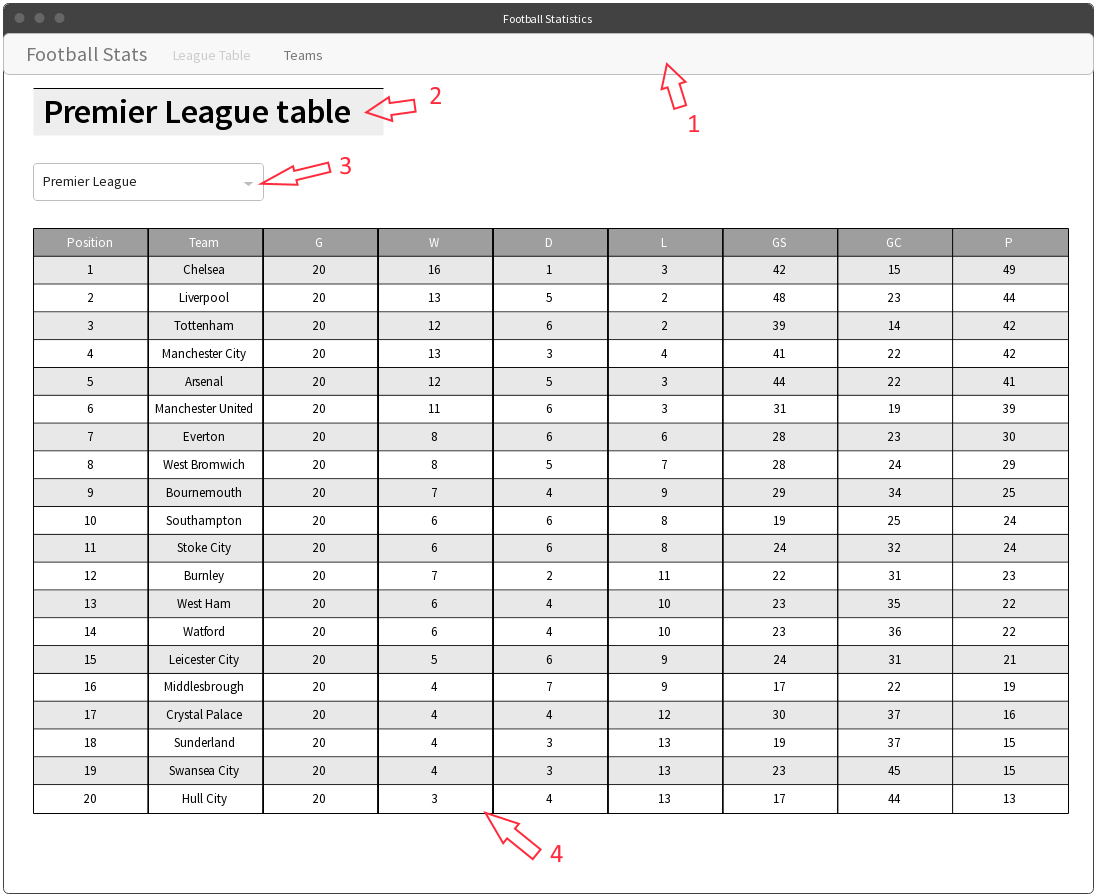 Football Statistics
Football Stats League Table Teams
1
Premier League table 2
Premier League 3
Position Team G W D L GS GC P
1 Chelsea 20 16 1 3 42 15 49
2 Liverpool 20 13 5 2 48 23 44
3 Tottenham 20 12 6 2 39 14 42
4 Manchester City 20 13 3 4 41 22 42
5 Arsenal 20 12 5 3 44 22 41
6 Manchester United 20 11 6 3 31 19 39
7 Everton 20 8 6 6 28 23 30
8 West Bromwich 20 8 5 7 28 24 29
9 Bournemouth 20 7 4 9 29 34 25
10 Southampton 20 6 6 8 19 25 24
11 Stoke City 20 6 6 8 24 32 24
12 Burnley 20 7 2 11 22 31 23
13 West Ham 20 6 4 10 23 35 22
14 Watford 20 6 4 10 23 36 22
15 Leicester City 20 5 6 9 24 31 21
16 Middlesbrough 20 4 7 9 17 22 19
17 Crystal Palace 20 4 4 12 30 37 16
18 Sunderland 20 4 3 13 19 37 15
19 Swansea City 20 4 3 13 23 45 15
20 Hull City 20 3 4 13 17 44 13
4